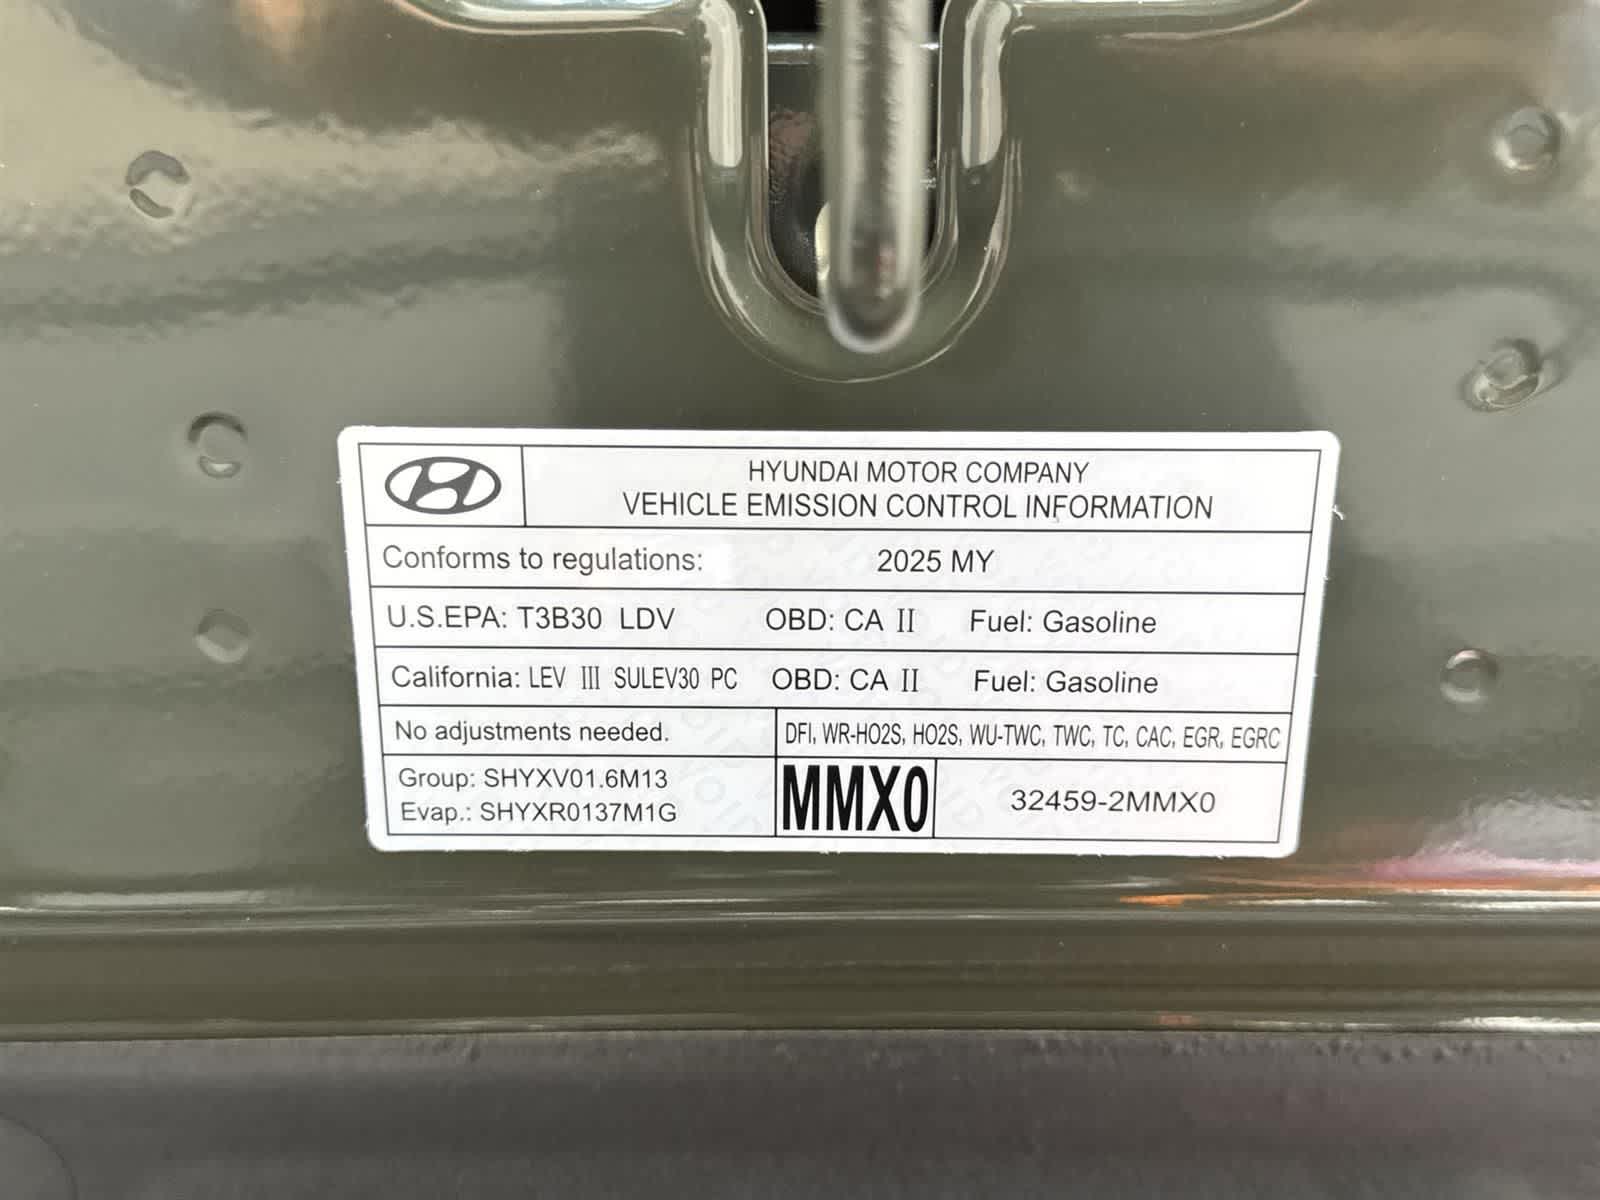 HYUNDAI MOTOR COMPANY
VEHICLE EMISSION CONTROL INFORMATION
Conforms to regulations: 2025 MY
U.S.EPA: T3B30 LDV OBD: CA II Fuel: Gasoline
California: LEV III SULEV30 PC OBD: CA II Fuel: Gasoline
No adjustments needed. DFI, WR-HO2S, HO2S, WU-TWC, TWC, TC, CAC, EGR, EGRC
Group: SHYXV01.6M13
Evap.: SHYXR0137M1G
MMX0 32459-2MMX0